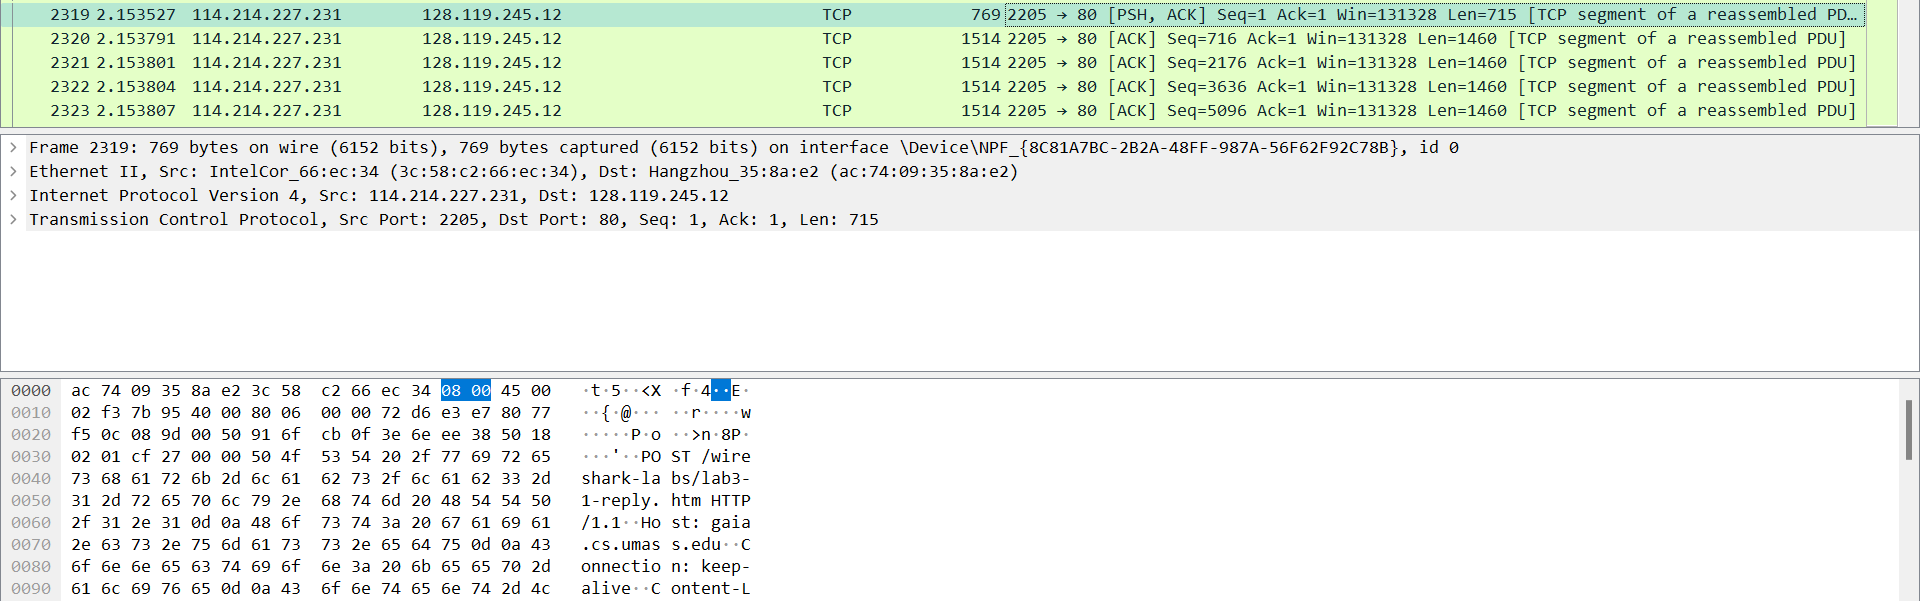 2319 2.153527 114.214.227.231 128.119.245.12 TCP 769 2205 → 80 [PSH, ACK] Seq=1 Ack=1 Win=131328 Len=715 [TCP segment of a reassembled PD…
2320 2.153791 114.214.227.231 128.119.245.12 TCP 1514 2205 → 80 [ACK] Seq=716 Ack=1 Win=131328 Len=1460 [TCP segment of a reassembled PDU]
2321 2.153801 114.214.227.231 128.119.245.12 TCP 1514 2205 → 80 [ACK] Seq=2176 Ack=1 Win=131328 Len=1460 [TCP segment of a reassembled PDU]
2322 2.153804 114.214.227.231 128.119.245.12 TCP 1514 2205 → 80 [ACK] Seq=3636 Ack=1 Win=131328 Len=1460 [TCP segment of a reassembled PDU]
2323 2.153807 114.214.227.231 128.119.245.12 TCP 1514 2205 → 80 [ACK] Seq=5096 Ack=1 Win=131328 Len=1460 [TCP segment of a reassembled PDU]
Frame 2319: 769 bytes on wire (6152 bits), 769 bytes captured (6152 bits) on interface \Device\NPF_{8C81A7BC-2B2A-48FF-987A-56F62F92C78B}, id 0
Ethernet II, Src: IntelCor_66:ec:34 (3c:58:c2:66:ec:34), Dst: Hangzhou_35:8a:e2 (ac:74:09:35:8a:e2)
Internet Protocol Version 4, Src: 114.214.227.231, Dst: 128.119.245.12
Transmission Control Protocol, Src Port: 2205, Dst Port: 80, Seq: 1, Ack: 1, Len: 715
0000 ac 74 09 35 8a e2 3c 58 c2 66 ec 34 08 00 45 00 ·t·5··<X ·f·4··E·
0010 02 f3 7b 95 40 00 80 06 00 00 72 d6 e3 e7 80 77 ··{·@··· ··r····w
0020 f5 0c 08 9d 00 50 91 6f cb 0f 3e 6e ee 38 50 18 ·····P·o ··>n·8P·
0030 02 01 cf 27 00 00 50 4f 53 54 20 2f 77 69 72 65 ···'··PO ST /wire
0040 73 68 61 72 6b 2d 6c 61 62 73 2f 6c 61 62 33 2d shark-la bs/lab3-
0050 31 2d 72 65 70 6c 79 2e 68 74 6d 20 48 54 54 50 1-reply. htm HTTP
0060 2f 31 2e 31 0d 0a 48 6f 73 74 3a 20 67 61 69 61 /1.1··Ho st: gaia
0070 2e 63 73 2e 75 6d 61 73 73 2e 65 64 75 0d 0a 43 .cs.umas s.edu··C
0080 6f 6e 6e 65 63 74 69 6f 6e 3a 20 6b 65 65 70 2d onnectio n: keep-
0090 61 6c 69 76 65 0d 0a 43 6f 6e 74 65 6e 74 2d 4c alive··C ontent-L